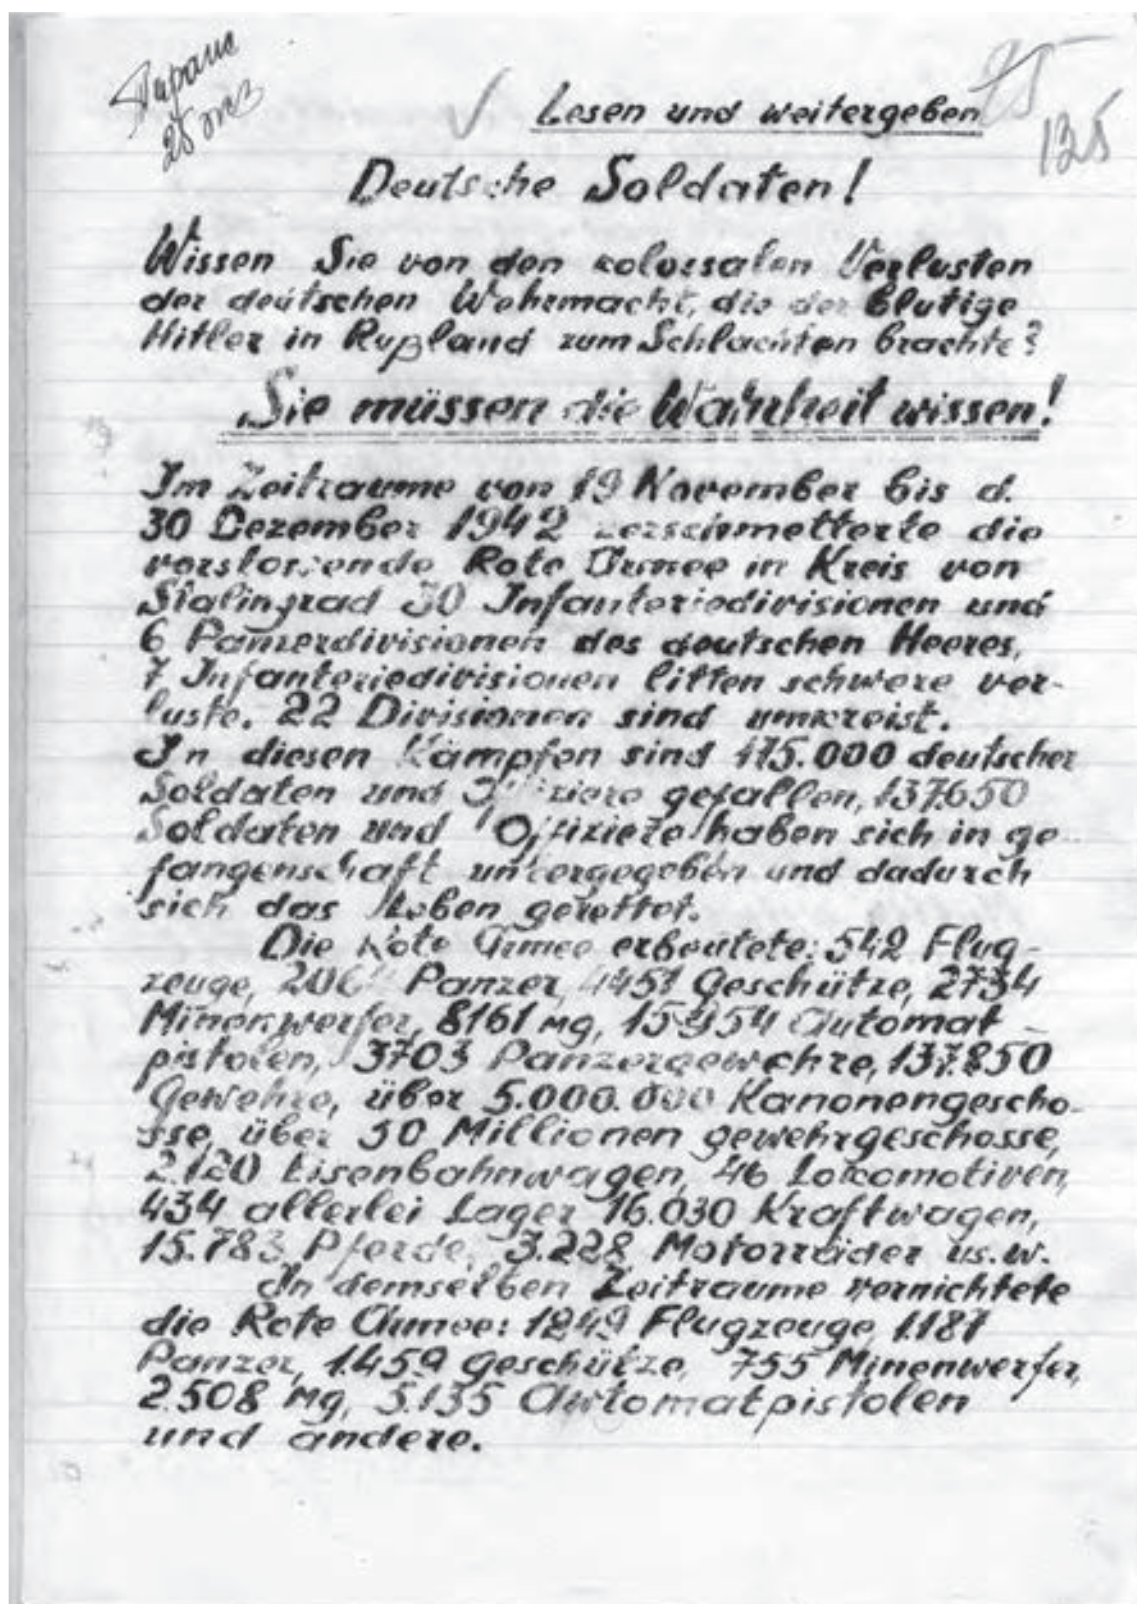 Тираж
25 экз
Lesen und weitergeben
135
Deutsche Soldaten!
Wissen Sie von den kolossalen Verlusten
der deutschen Wehrmacht, die der blutige
Hitler in Rußland zum Schlachten brachte?
Sie müssen die Wahrheit wissen!
Im Zeitraume von 19 November bis d.
30 Dezember 1942 zerschmetterte die
vorstossende Rote Armee in Kreis von
Stalingrad 30 Infanteriedivisionen und
6 Panzerdivisionen des deutschen Heeres,
7 Infanteriedivisionen litten schwere ver-
luste. 22 Divisionen sind umkreist.
In diesen Kämpfen sind 175.000 deutscher
Soldaten und Offiziere gefallen, 137.650
Soldaten und Offiziere haben sich in ge-
fangenschaft untergegeben und dadurch
sich das Leben gerettet.
Die Rote Armee erbeutete: 542 Flug-
zeuge, Panzer, 4451 Geschütze, 2734
Minenwerfer, 8161 Mg, 15.954 Automat-
pistolen, 3703 Panzergewehre, 137.850
Gewehre, über 5.000.000 Kanonengescho-
sse, über 50 Millionen gewehrgeschosse,
2.120 Eisenbahnwagen, 46 Lokomotiven,
434 allerlei Lager 16.030 Kraftwagen,
15.783 Pferde, 3.228 Motorräder us.w.
In demselben Zeitraume vernichtete
die Rote Armee: 1249 Flugzeuge, 1.187
Panzer, 1.459 Geschütze, 755 Minenwerfer,
2.508 Mg, 5.135 Automatpistolen
und andere.